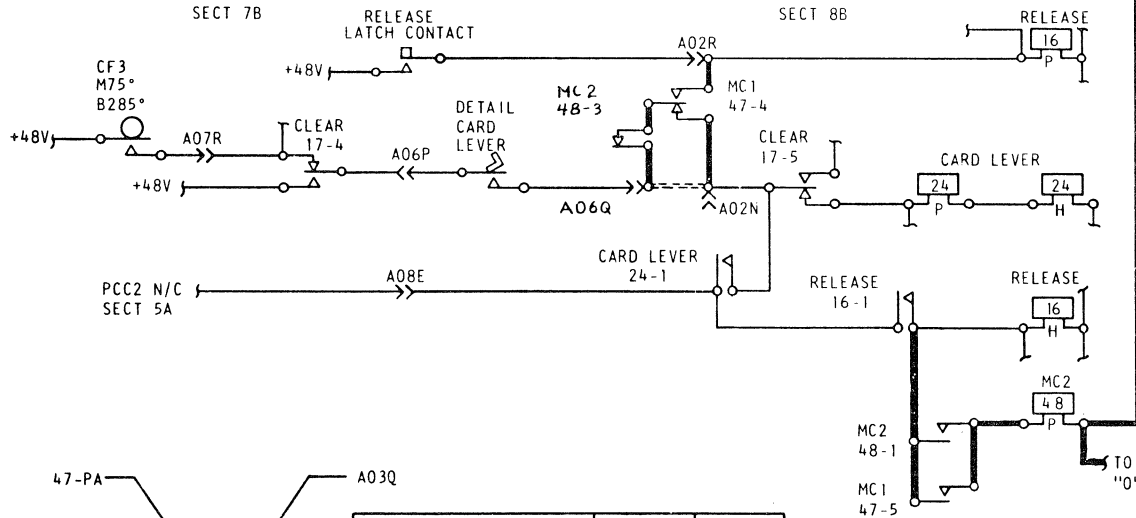 SECT 7B
SECT 8B
RELEASE
LATCH CONTACT
RELEASE
16
P
A02R
+48V
CF3
M75°
B285°
MC2
48-3
MC1
47-4
DETAIL
CARD
LEVER
+48V
A07R
CLEAR
17-4
CLEAR
17-5
A06P
CARD LEVER
+48V
24
P
24
H
A06Q
A02N
CARD LEVER
24-1
A08E
RELEASE
16-1
RELEASE
16
H
PCC2 N/C
SECT 5A
MC2
48
P
MC2
48-1
TO
"0"
47-PA
A03Q
MC1
47-5